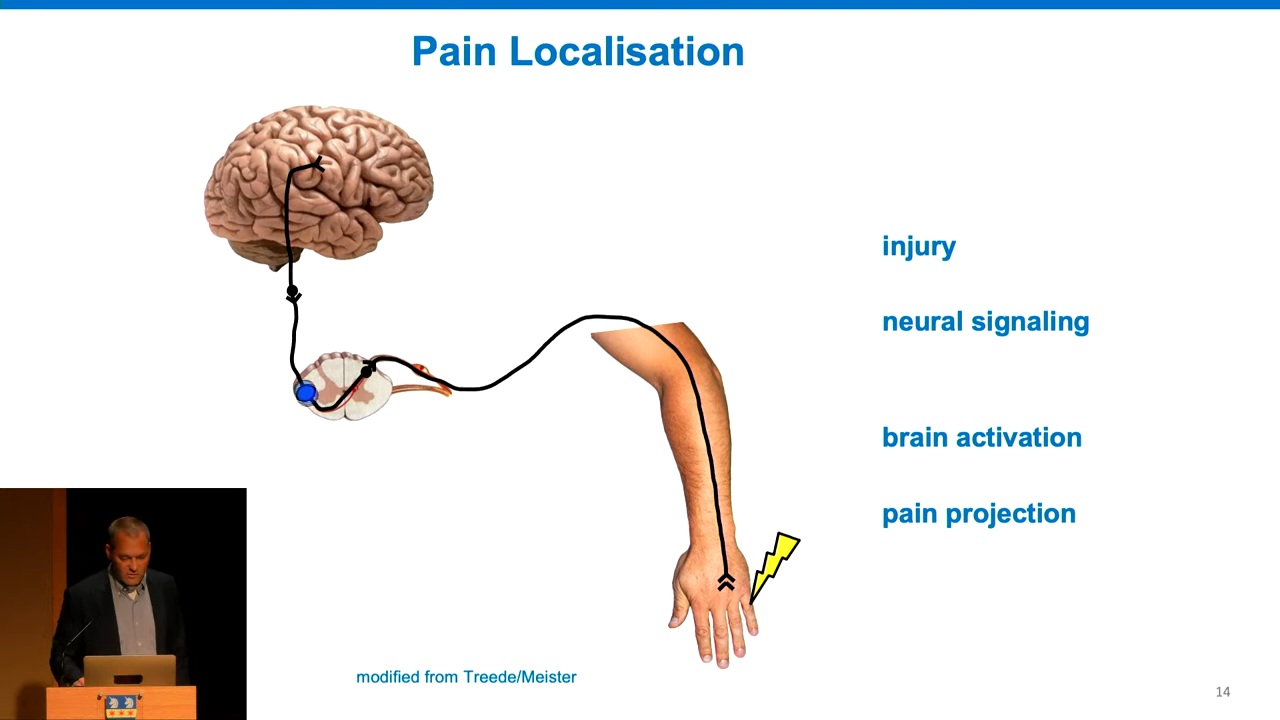 Pain Localisation
injury
neural signaling
brain activation
pain projection
modified from Treede/Meister
14